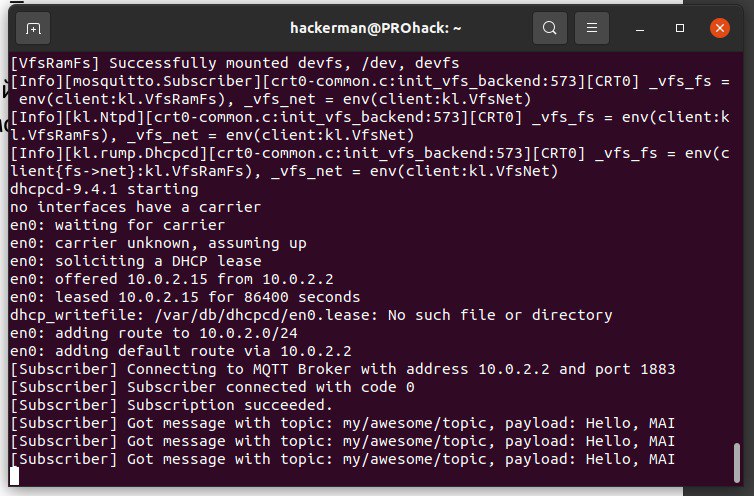 hackerman@PROhack: ~
[VfsRamFs] Successfully mounted devfs, /dev, devfs
[Info][mosquitto.Subscriber][crt0-common.c:init_vfs_backend:573][CRT0] _vfs_fs =
 env(client:kl.VfsRamFs), _vfs_net = env(client:kl.VfsNet)
[Info][kl.Ntpd][crt0-common.c:init_vfs_backend:573][CRT0] _vfs_fs = env(client:k
l.VfsRamFs), _vfs_net = env(client:kl.VfsNet)
[Info][kl.rump.Dhcpcd][crt0-common.c:init_vfs_backend:573][CRT0] _vfs_fs = env(c
lient{fs->net}:kl.VfsRamFs), _vfs_net = env(client:kl.VfsNet)
dhcpcd-9.4.1 starting
no interfaces have a carrier
en0: waiting for carrier
en0: carrier unknown, assuming up
en0: soliciting a DHCP lease
en0: offered 10.0.2.15 from 10.0.2.2
en0: leased 10.0.2.15 for 86400 seconds
dhcp_writefile: /var/db/dhcpcd/en0.lease: No such file or directory
en0: adding route to 10.0.2.0/24
en0: adding default route via 10.0.2.2
[Subscriber] Connecting to MQTT Broker with address 10.0.2.2 and port 1883
[Subscriber] Subscriber connected with code 0
[Subscriber] Subscription succeeded.
[Subscriber] Got message with topic: my/awesome/topic, payload: Hello, MAI
[Subscriber] Got message with topic: my/awesome/topic, payload: Hello, MAI
[Subscriber] Got message with topic: my/awesome/topic, payload: Hello, MAI